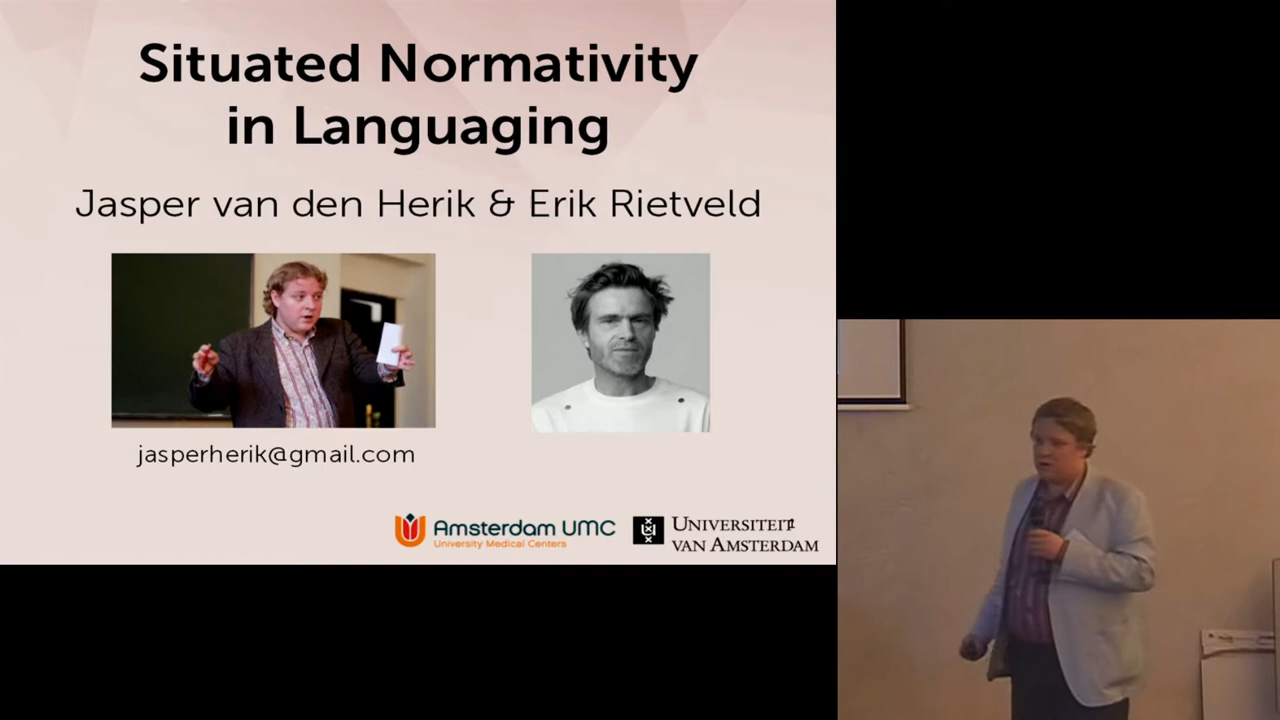 Situated Normativity
in Languaging
Jasper van den Herik & Erik Rietveld
jasperherik@gmail.com
Amsterdam UMC
University Medical Centers
UNIVERSITEIT
VAN AMSTERDAM